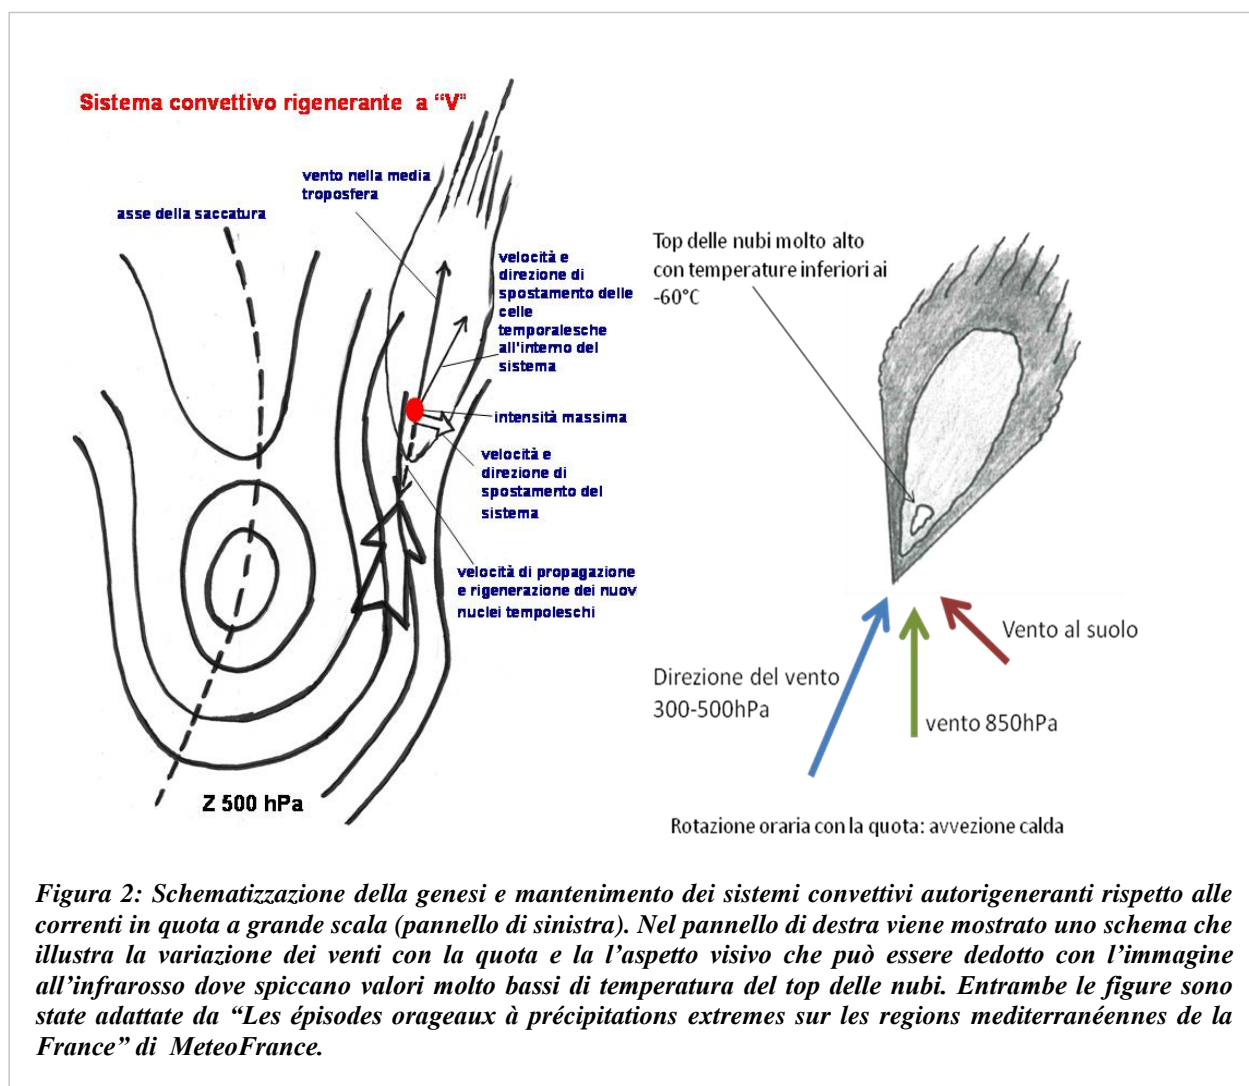 Sistema convettivo rigenerante a “V”
vento nella media
troposfera
asse della saccatura
velocità e
direzione di
spostamento delle
celle
temporalesche
all'interno del
sistema
intensità massima
velocità e
direzione di
spostamento del
sistema
velocità di propagazione
e rigenerazione dei nuov
nuclei tempoleschi
Z 500 hPa
Top delle nubi molto alto
con temperature inferiori ai
-60°C
Vento al suolo
Direzione del vento
300-500hPa
vento 850hPa
Rotazione oraria con la quota: avvezione calda
Figura 2: Schematizzazione della genesi e mantenimento dei sistemi convettivi autorigeneranti rispetto alle
correnti in quota a grande scala (pannello di sinistra). Nel pannello di destra viene mostrato uno schema che
illustra la variazione dei venti con la quota e la l’aspetto visivo che può essere dedotto con l’immagine
all’infrarosso dove spiccano valori molto bassi di temperatura del top delle nubi. Entrambe le figure sono
state adattate da “Les épisodes orageaux à précipitations extremes sur les regions mediterranéennes de la
France” di MeteoFrance.